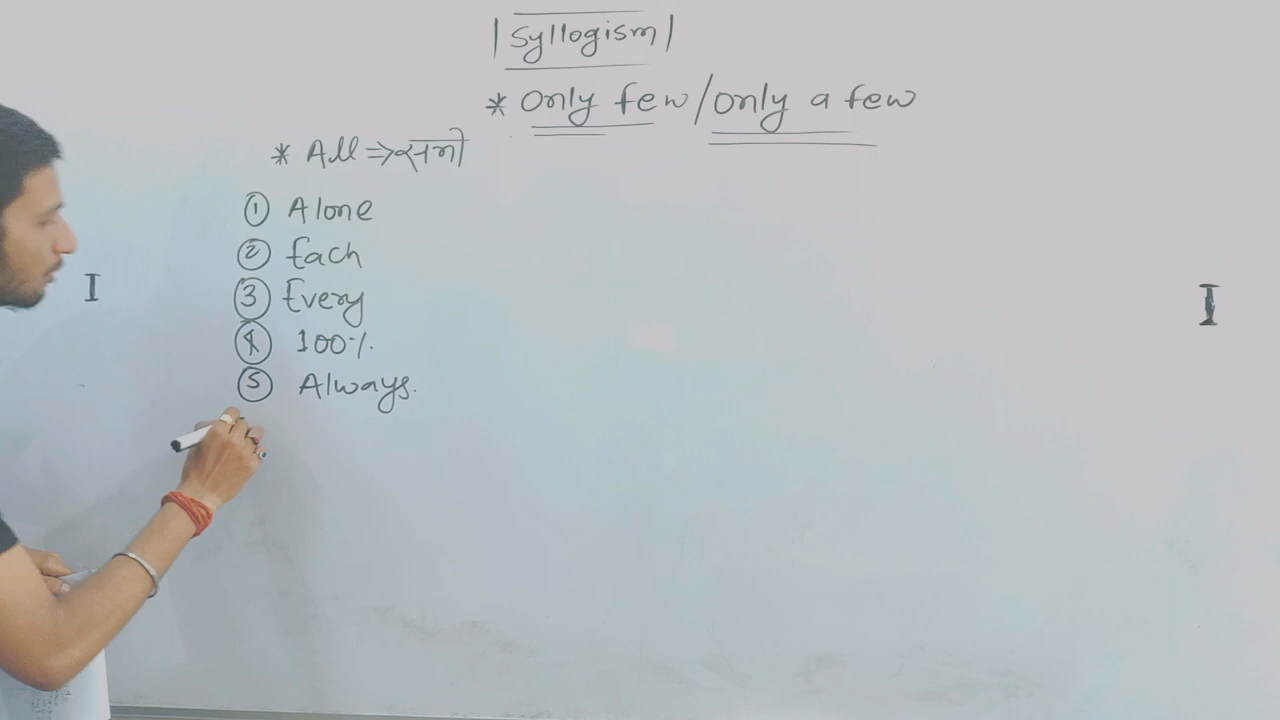 |Syllogism|
* Only few/only a few
* All ⇒ सभी
① Alone
② Each
③ Every
④ 100%.
⑤ Always.
I
I